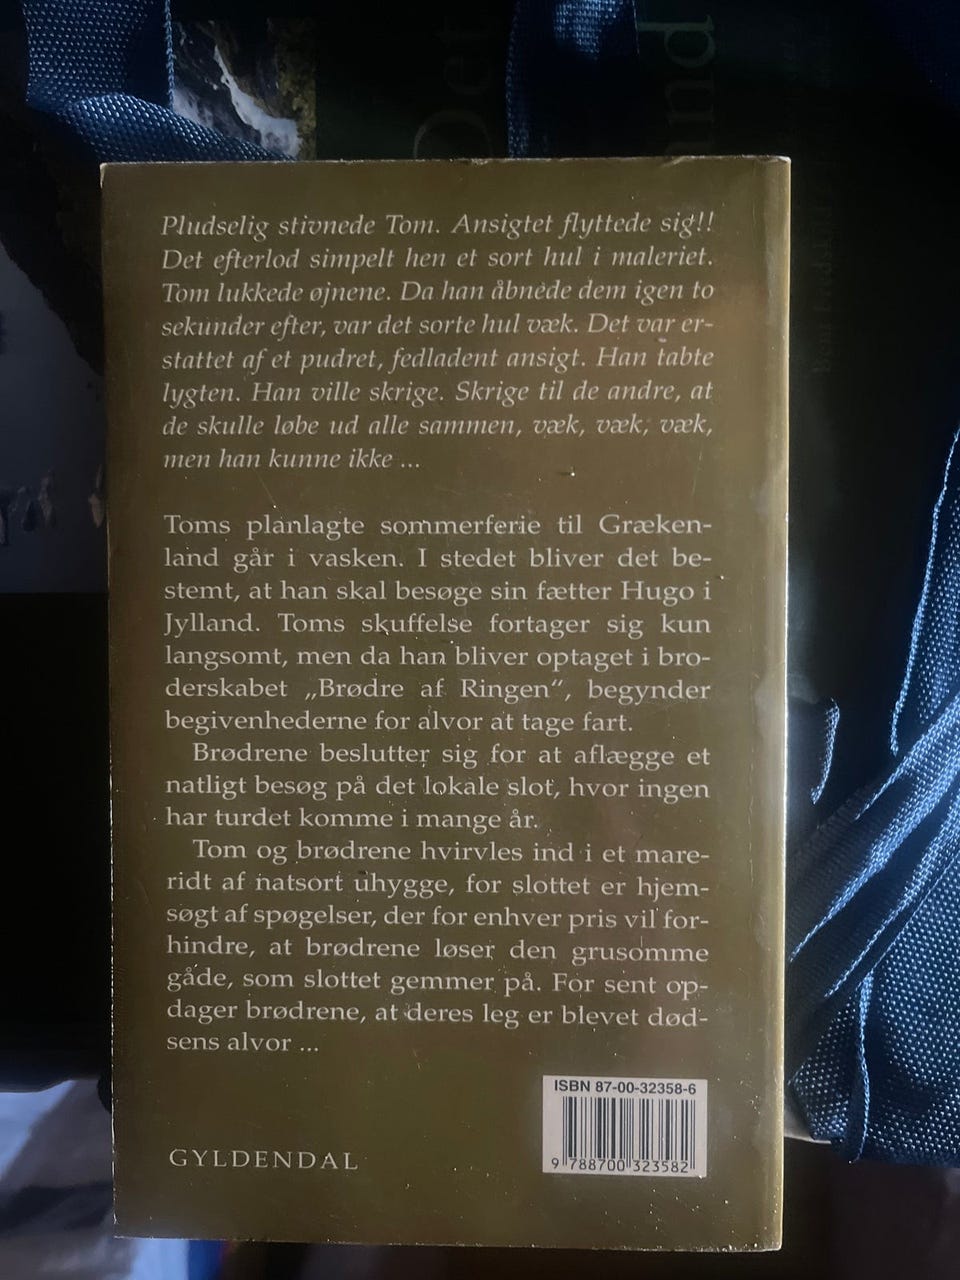 Det
nd
Pludselig stivnede Tom. Ansigtet flyttede sig!!
Det efterlod simpelt hen et sort hul i maleriet.
Tom lukkede øjnene. Da han åbnede dem igen to
sekunder efter, var det sorte hul væk. Det var er-
stattet af et pudret, fedladent ansigt. Han tabte
lygten. Han ville skrige. Skrige til de andre, at
de skulle løbe ud alle sammen, væk, væk, væk,
men han kunne ikke ...
Toms planlagte sommerferie til Græken-
land går i vasken. I stedet bliver det be-
stemt, at han skal besøge sin fætter Hugo i
Jylland. Toms skuffelse fortager sig kun
langsomt, men da han bliver optaget i bro-
derskabet „Brødre af Ringen“, begynder
begivenhederne for alvor at tage fart.
Brødrene beslutter sig for at aflægge et
natligt besøg på det lokale slot, hvor ingen
har turdet komme i mange år.
Tom og brødrene hvirvles ind i et mare-
ridt af natsort uhygge, for slottet er hjem-
søgt af spøgelser, der for enhver pris vil for-
hindre, at brødrene løser den grusomme
gåde, som slottet gemmer på. For sent op-
dager brødrene, at deres leg er blevet død-
sens alvor ...
ISBN 87-00-32358-6
9 788700 323582
GYLDENDAL